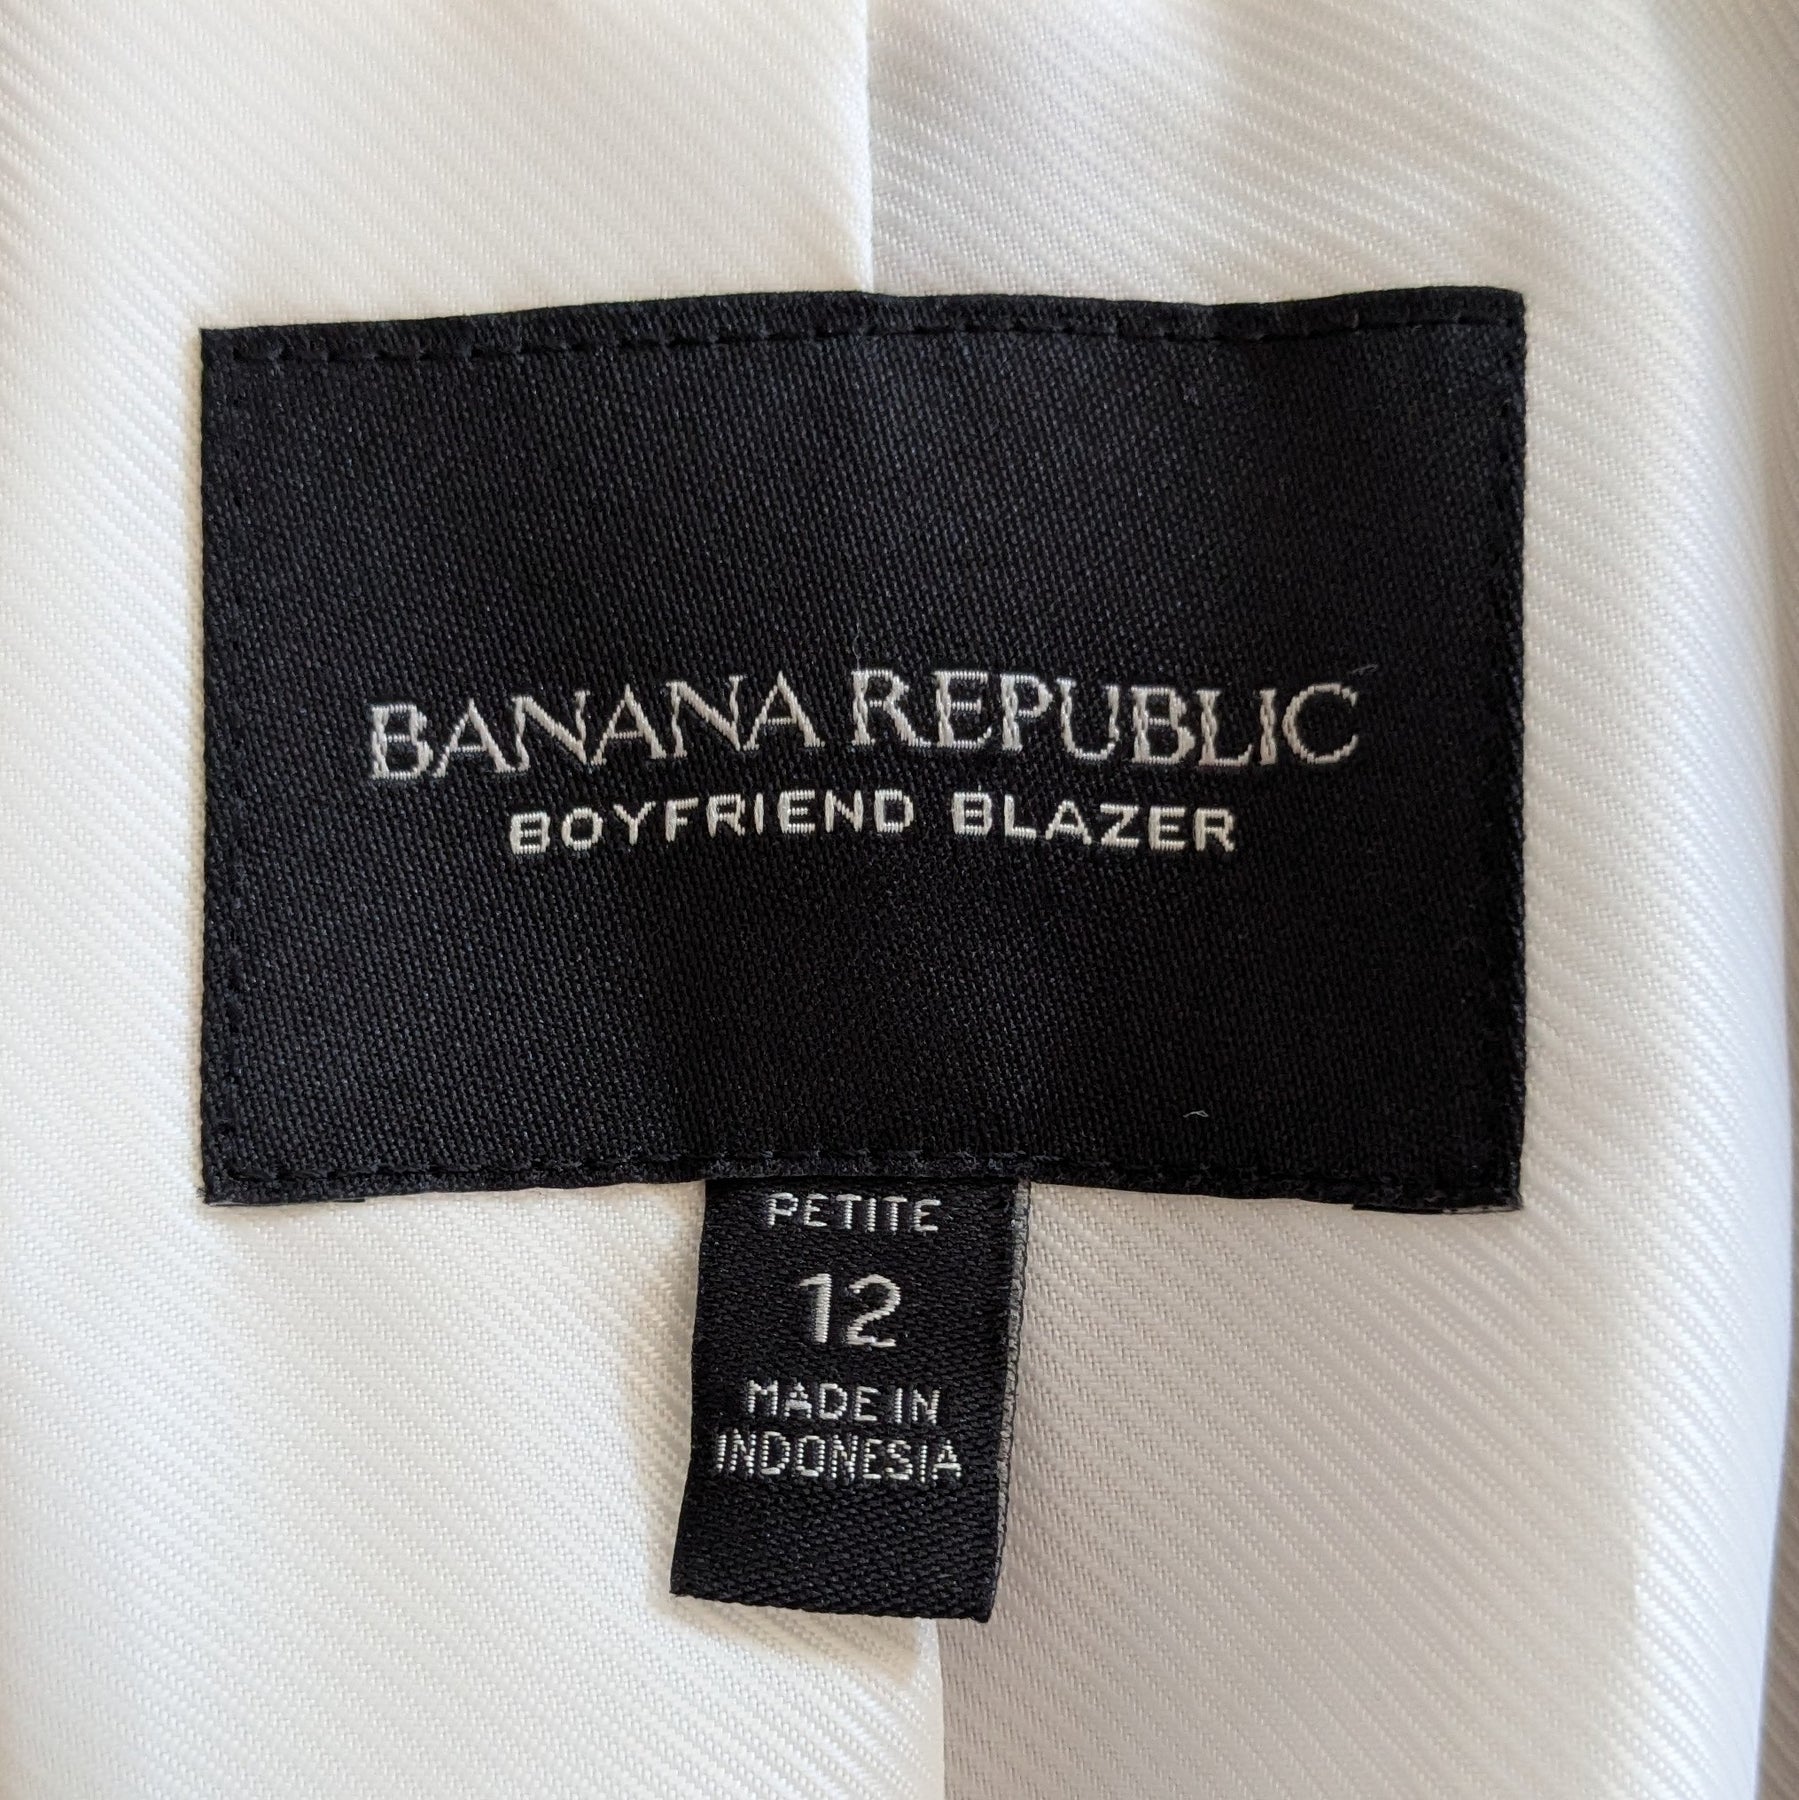 BANANA REPUBLIC
BOYFRIEND BLAZER
PETITE
12
MADE IN
INDONESIA